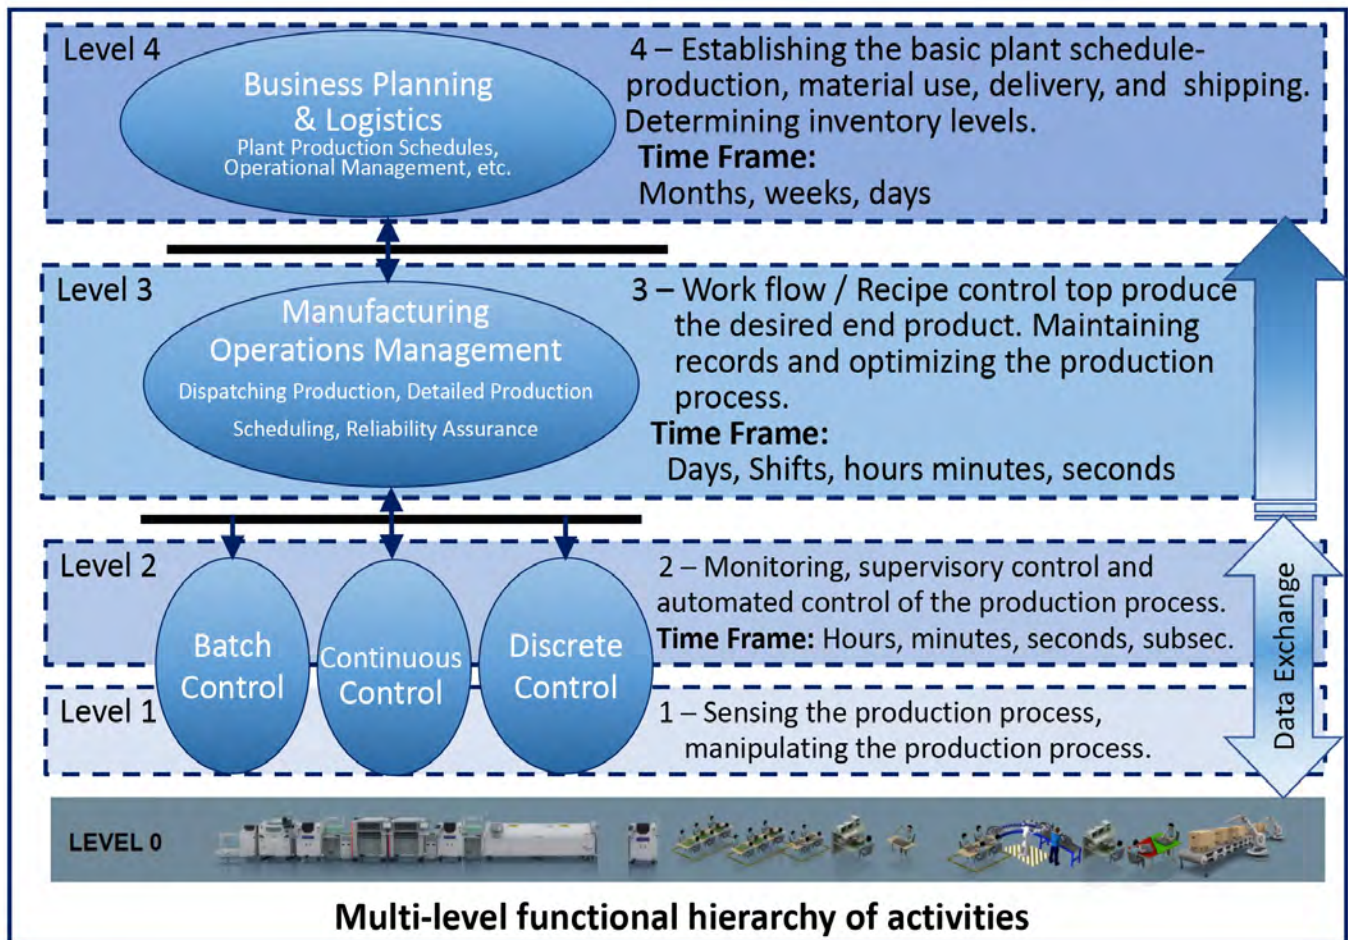 Level 4
Business Planning
& Logistics
Plant Production Schedules,
Operational Management, etc.
4 – Establishing the basic plant schedule-
production, material use, delivery, and shipping.
Determining inventory levels.
Time Frame:
Months, weeks, days
Level 3
Manufacturing
Operations Management
Dispatching Production, Detailed Production
Scheduling, Reliability Assurance
3 – Work flow / Recipe control top produce
the desired end product. Maintaining
records and optimizing the production
process.
Time Frame:
Days, Shifts, hours minutes, seconds
Level 2
Batch
Control
Continuous
Control
Discrete
Control
2 – Monitoring, supervisory control and
automated control of the production process.
Time Frame: Hours, minutes, seconds, subsec.
Level 1
1 – Sensing the production process,
manipulating the production process.
Data Exchange
LEVEL 0
Multi-level functional hierarchy of activities